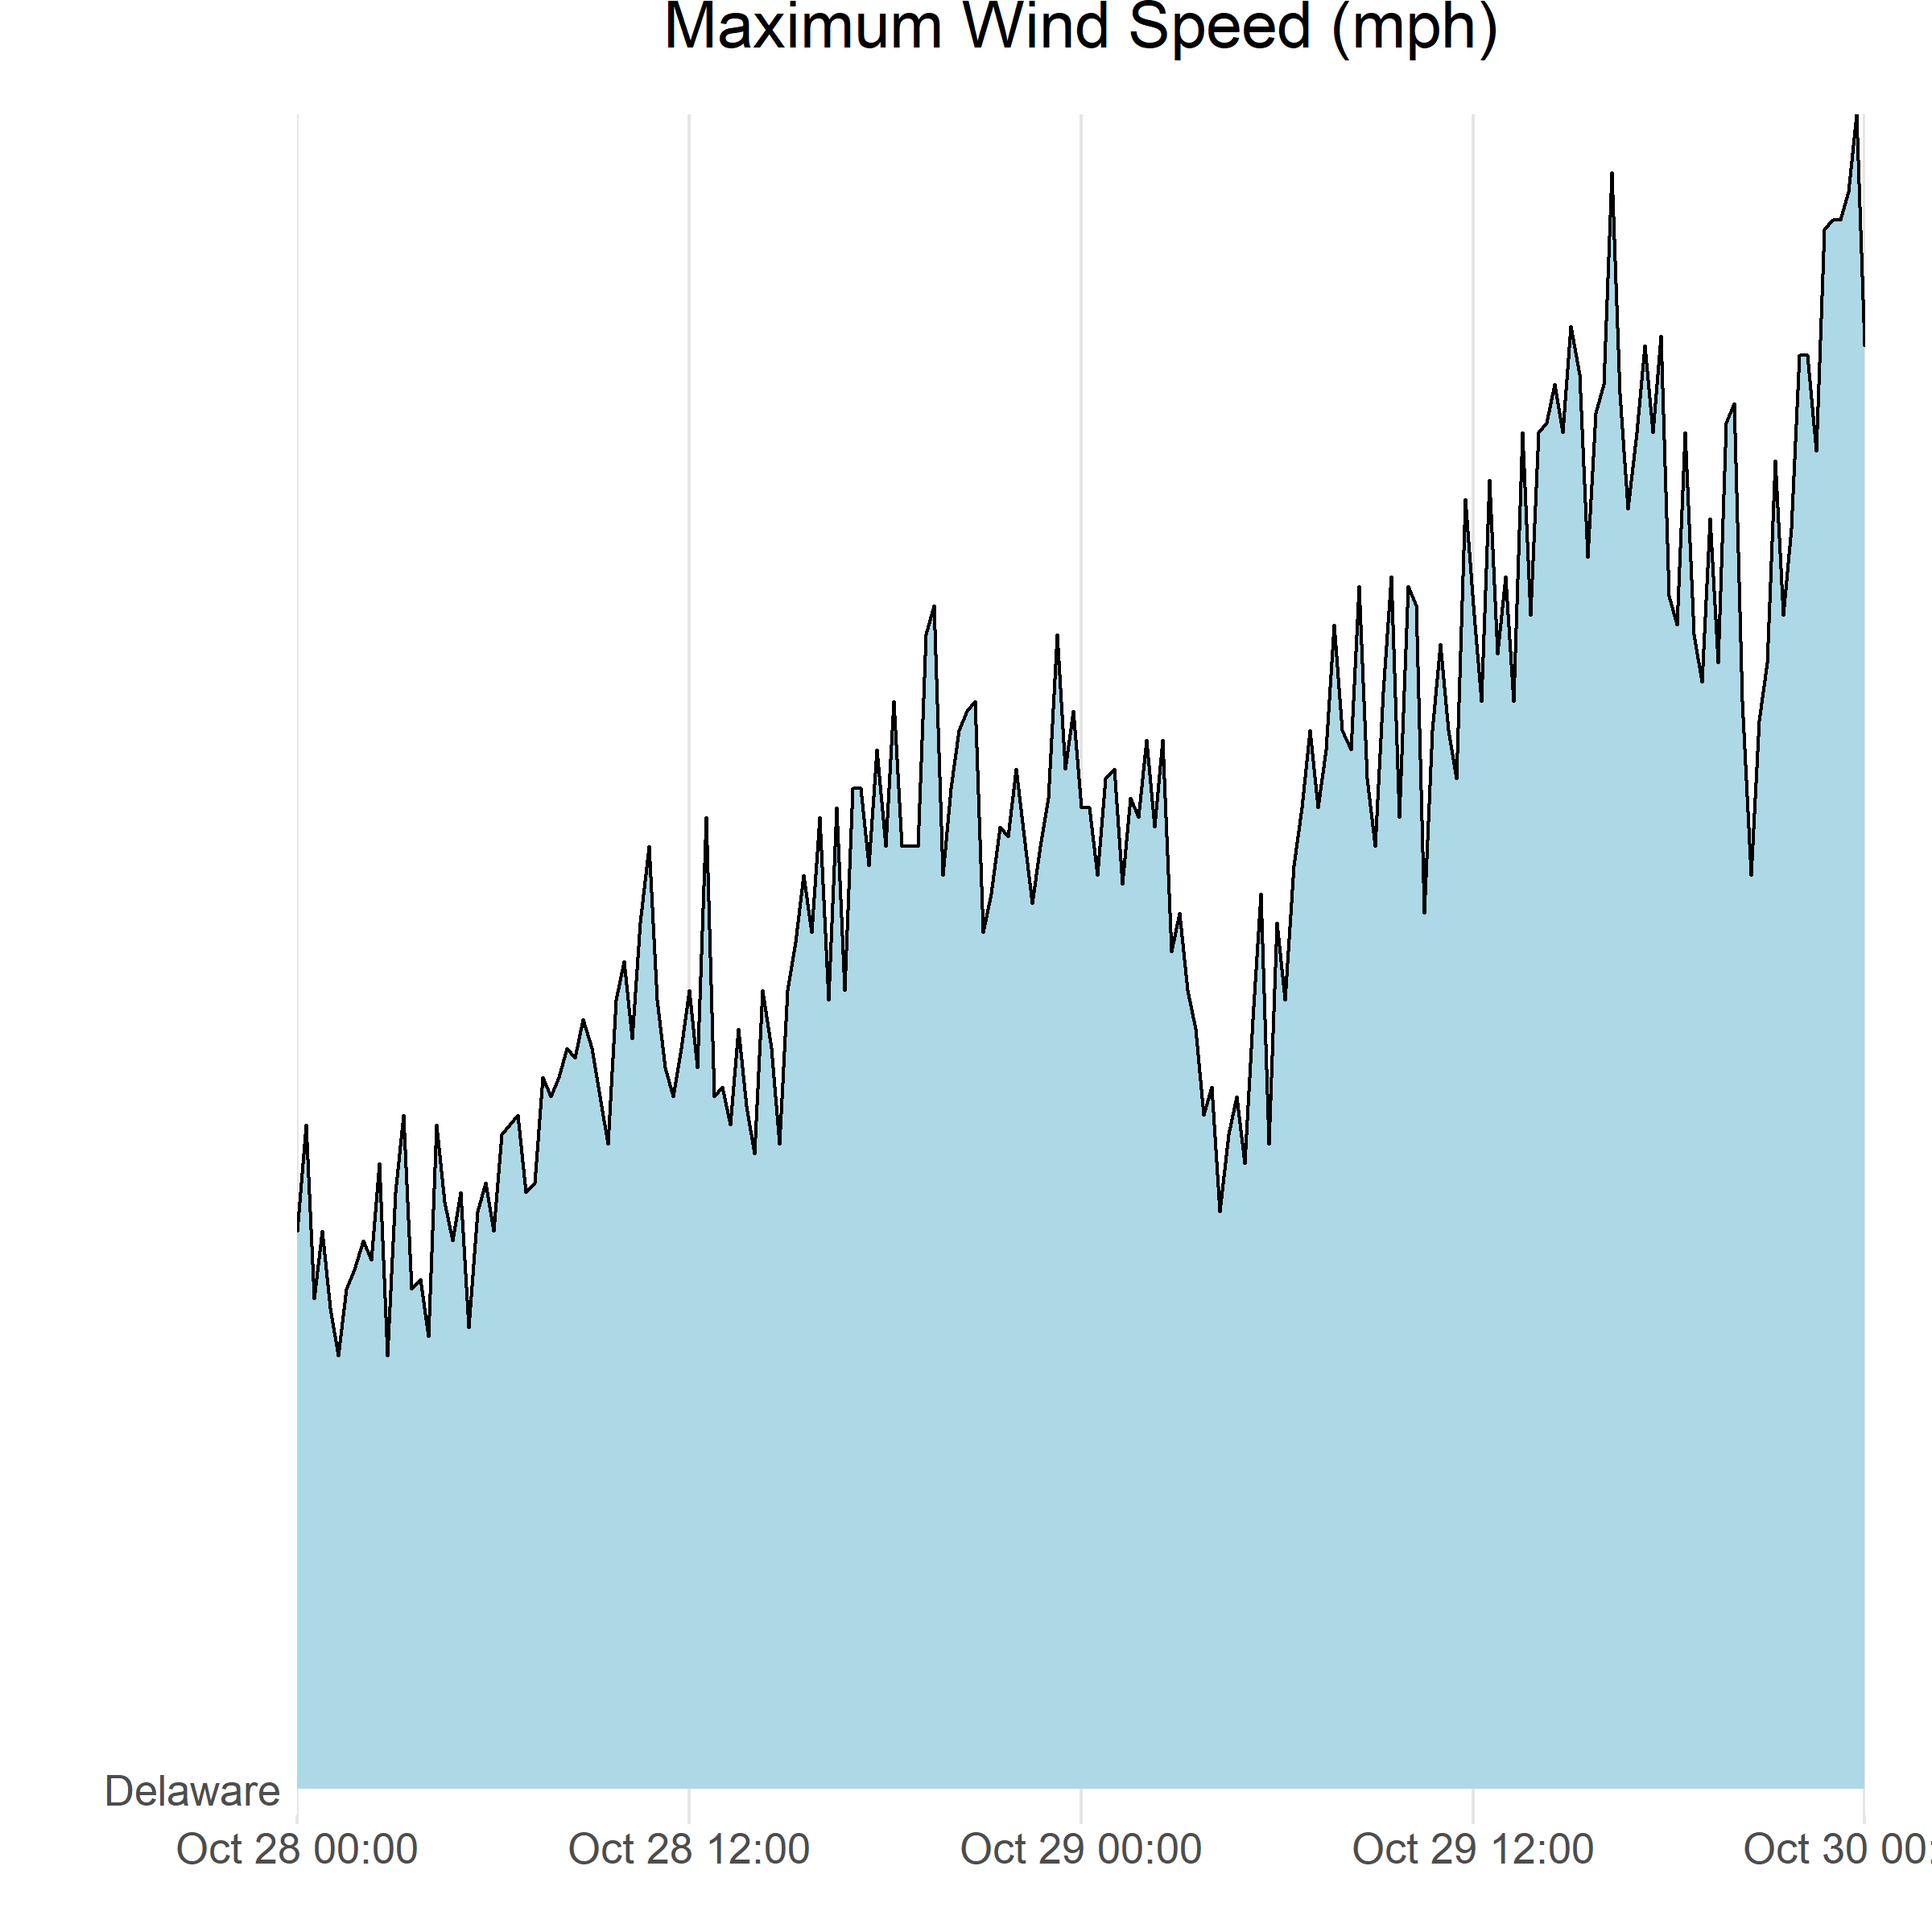 Maximum Wind Speed (mph)
Delaware
Oct 28 00:00
Oct 28 12:00
Oct 29 00:00
Oct 29 12:00
Oct 30 00: